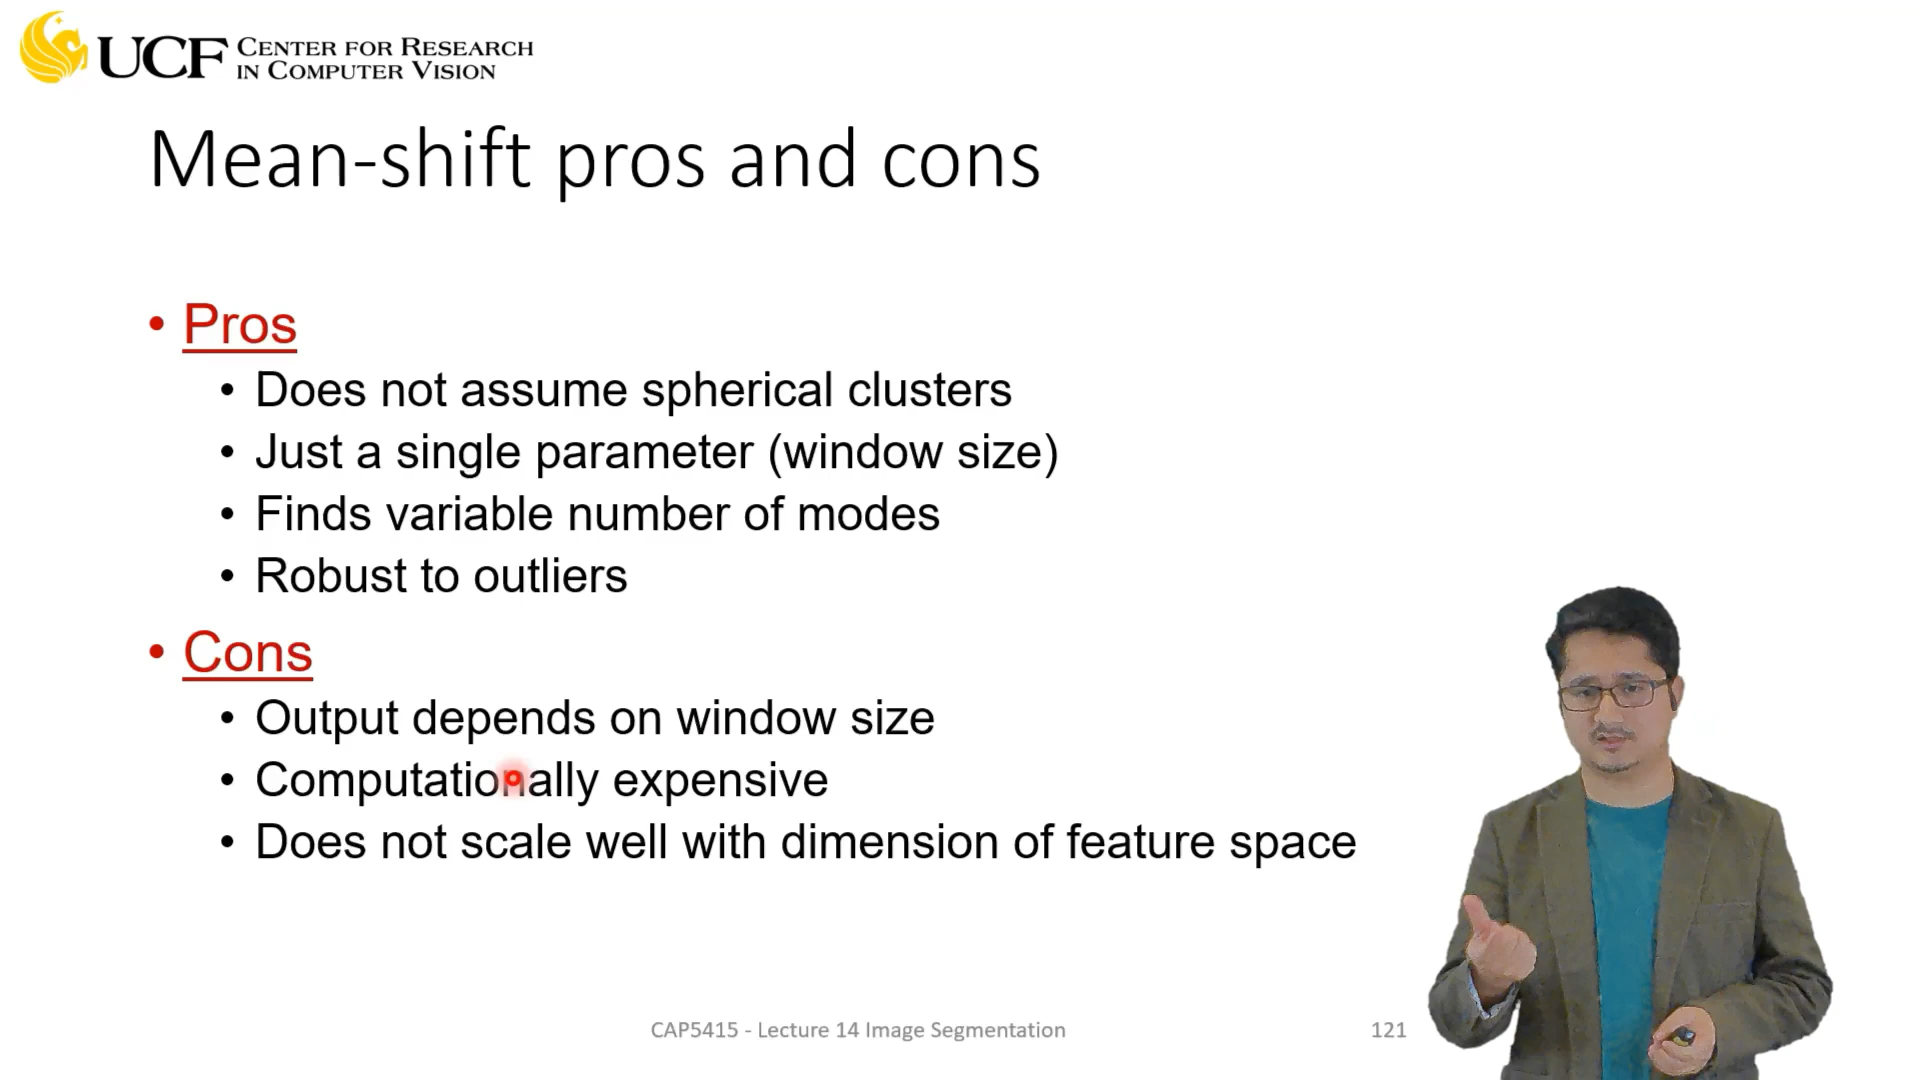 UCF CENTER FOR RESEARCH
IN COMPUTER VISION
Mean-shift pros and cons
• Pros
• Does not assume spherical clusters
• Just a single parameter (window size)
• Finds variable number of modes
• Robust to outliers
• Cons
• Output depends on window size
• Computationally expensive
• Does not scale well with dimension of feature space
CAP5415 - Lecture 14 Image Segmentation
121